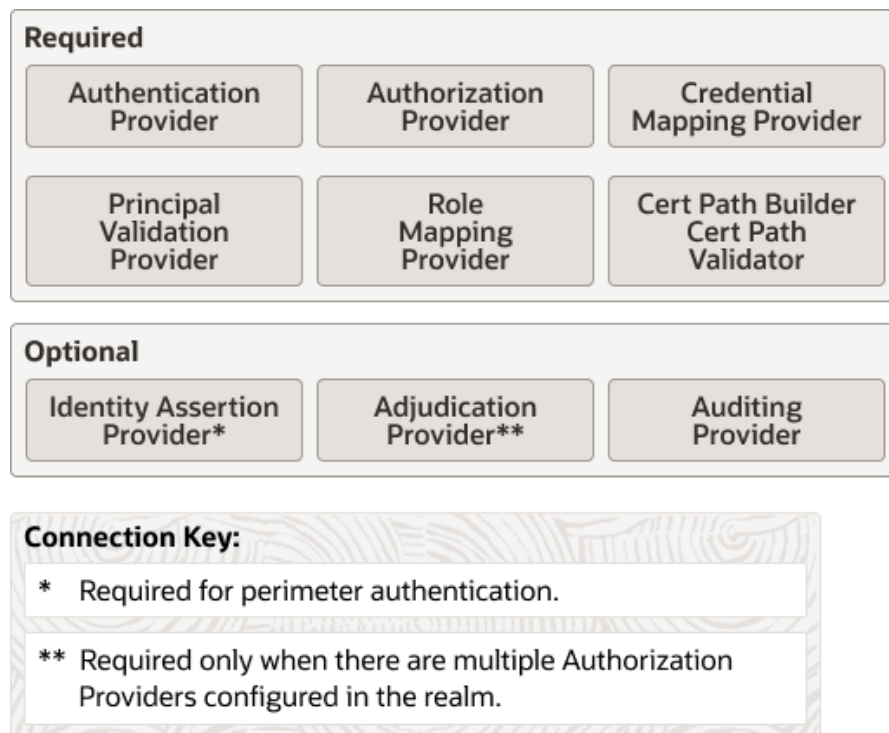 Required
Authentication
Provider
Authorization
Provider
Credential
Mapping Provider
Principal
Validation
Provider
Role
Mapping
Provider
Cert Path Builder
Cert Path
Validator
Optional
Identity Assertion
Provider*
Adjudication
Provider**
Auditing
Provider
Connection Key:
* Required for perimeter authentication.
** Required only when there are multiple Authorization
Providers configured in the realm.